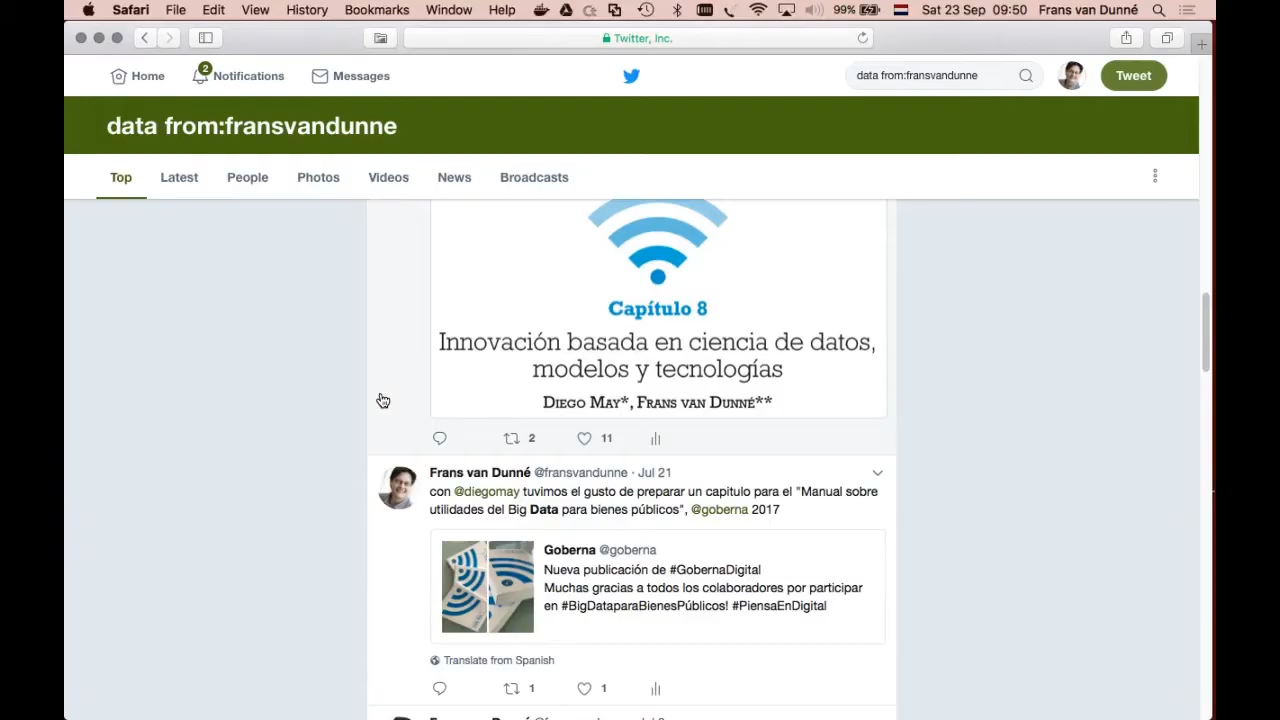 Safari File Edit View History Bookmarks Window Help 99% Sat 23 Sep 09:50 Frans van Dunné
Twitter, Inc.
Home 2 Notifications Messages data from:fransvandunne Tweet
data from:fransvandunne
Top Latest People Photos Videos News Broadcasts
Capítulo 8
Innovación basada en ciencia de datos,
modelos y tecnologías
Diego May*, Frans van Dunné**
2 11
Frans van Dunné @fransvandunne · Jul 21
con @diegomay tuvimos el gusto de preparar un capitulo para el "Manual sobre
utilidades del Big Data para bienes públicos", @goberna 2017
Goberna @goberna
Nueva publicación de #GobernaDigital
Muchas gracias a todos los colaboradores por participar
en #BigDataparaBienesPúblicos! #PiensaEnDigital
Translate from Spanish
1 1